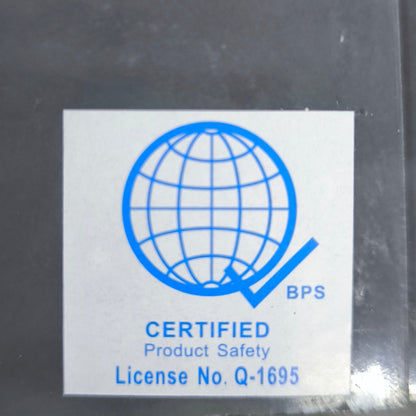 BPS
CERTIFIED
Product Safety
License No. Q-1695